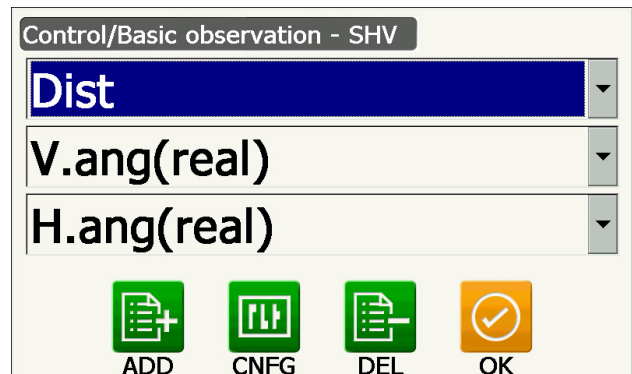 Control/Basic observation - SHV
Dist
V.ang(real)
H.ang(real)
ADD CNFG DEL OK